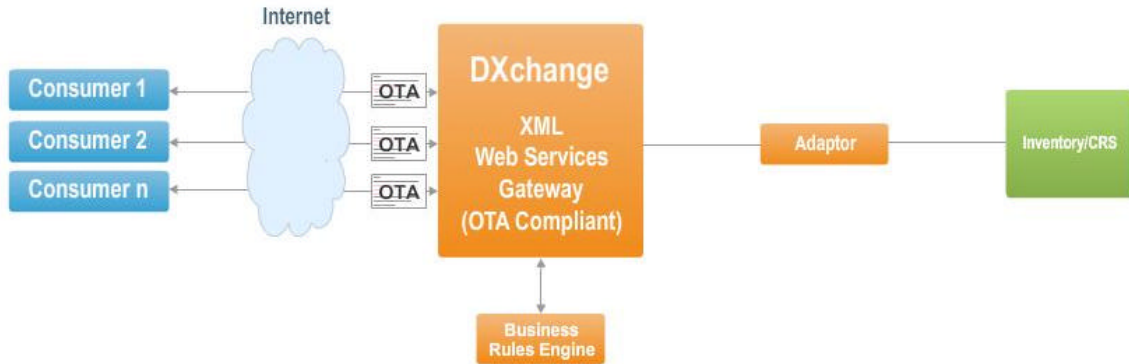 Internet
Consumer 1
OTA
Consumer 2
OTA
Consumer n
OTA
DXchange
XML
Web Services
Gateway
(OTA Compliant)
Adaptor
Inventory/CRS
Business
Rules Engine